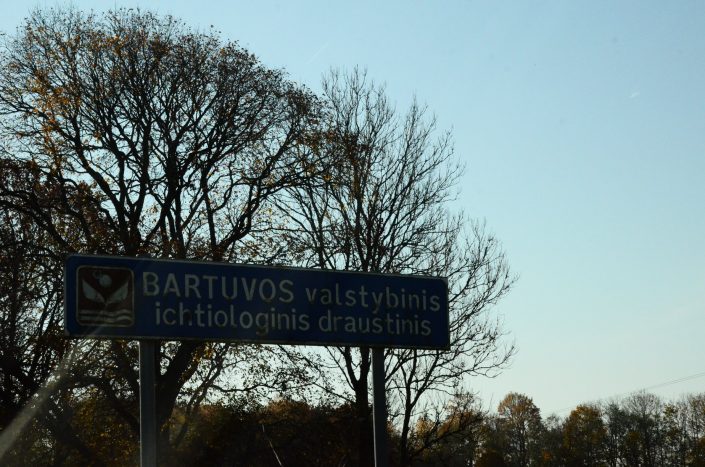 BARTUVOS valstybinis
ichtiologinis draustinis